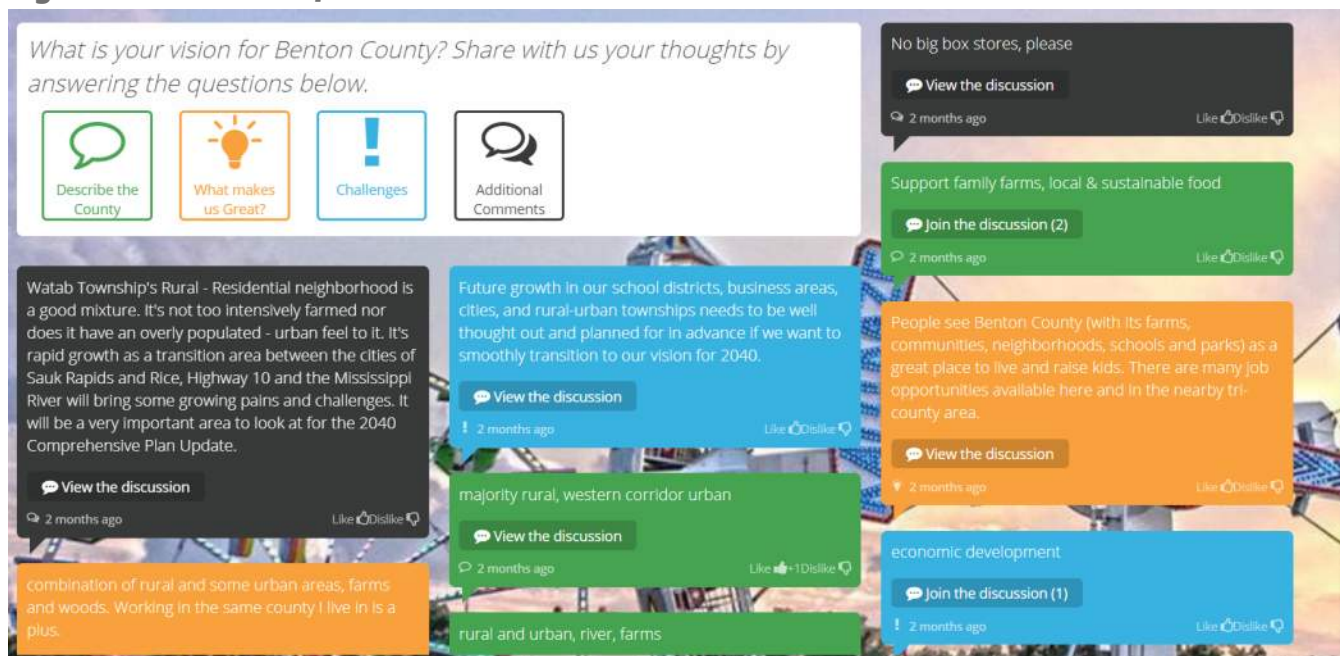 What is your vision for Benton County? Share with us your thoughts by
answering the questions below.
Describe the
County
What makes
us Great?
Challenges
Additional
Comments
Watab Township's Rural - Residential neighborhood is
a good mixture. It's not too intensively farmed nor
does it have an overly populated - urban feel to it. It's
rapid growth as a transition area between the cities of
Sauk Rapids and Rice, Highway 10 and the Mississippi
River will bring some growing pains and challenges. It
will be a very important area to look at for the 2040
Comprehensive Plan Update.
View the discussion
2 months ago Like Dislike
combination of rural and some urban areas, farms
and woods. Working in the same county I live in is a
plus.
Future growth in our school districts, business areas,
cities, and rural-urban townships needs to be well
thought out and planned for in advance if we want to
smoothly transition to our vision for 2040.
View the discussion
2 months ago Like Dislike
majority rural, western corridor urban
View the discussion
2 months ago Like +1Dislike
rural and urban, river, farms
No big box stores, please
View the discussion
2 months ago Like Dislike
Support family farms, local & sustainable food
Join the discussion (2)
2 months ago Like Dislike
People see Benton County (with its farms,
communities, neighborhoods, schools and parks) as a
great place to live and raise kids. There are many job
opportunities available here and in the nearby tri-
county area.
View the discussion
2 months ago Like Dislike
economic development
Join the discussion (1)
2 months ago Like Dislike